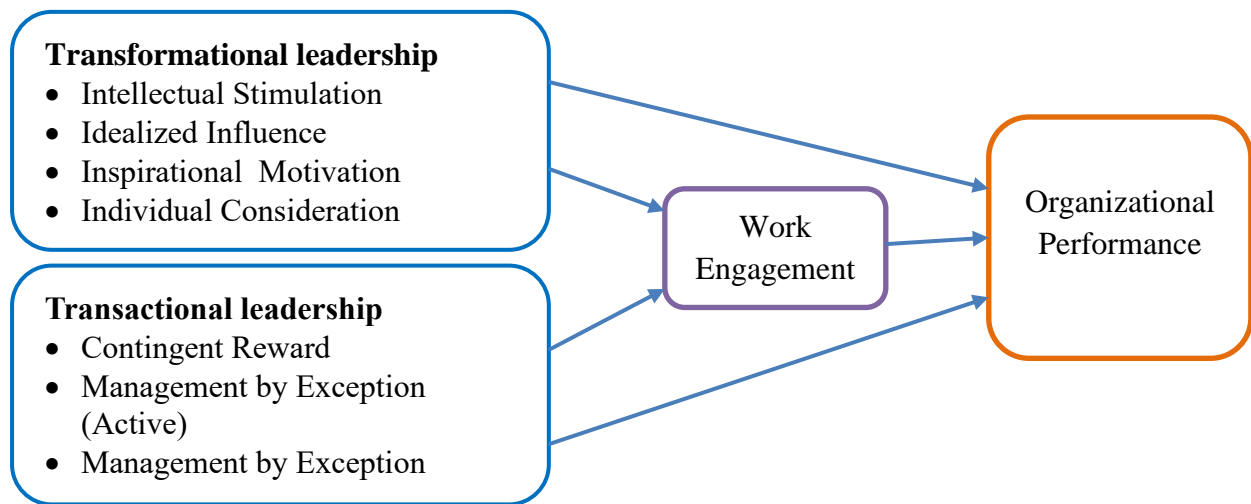 Transformational leadership
• Intellectual Stimulation
• Idealized Influence
• Inspirational  Motivation
• Individual Consideration
Work
Engagement
Organizational
Performance
Transactional leadership
• Contingent Reward
• Management by Exception
(Active)
• Management by Exception